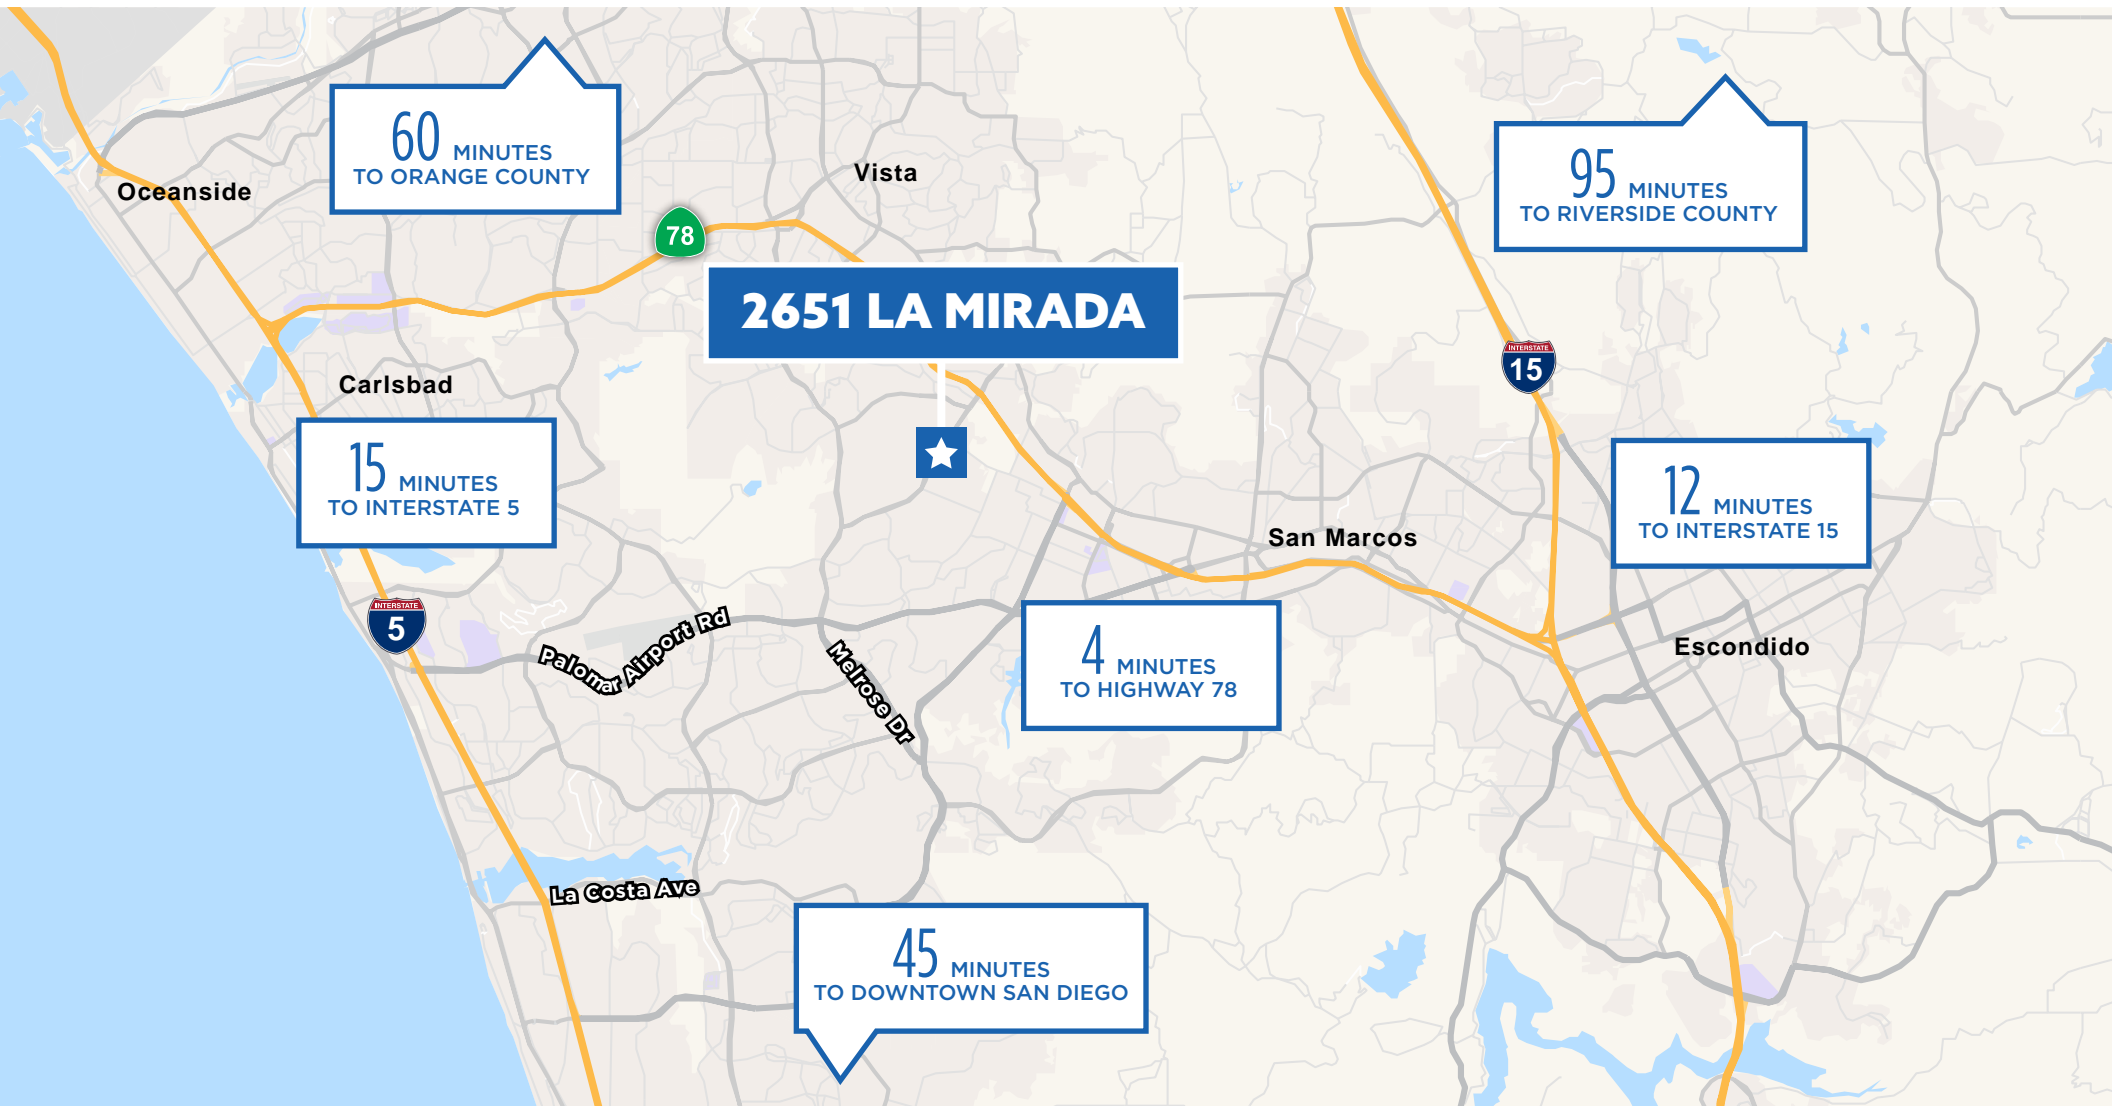 60 MINUTES
TO ORANGE COUNTY
95 MINUTES
TO RIVERSIDE COUNTY
Vista
Oceanside
78
2651 LA MIRADA
INTERSTATE
15
Carlsbad
15 MINUTES
TO INTERSTATE 5
12 MINUTES
TO INTERSTATE 15
San Marcos
INTERSTATE
5
Palomar Airport Rd
Melrose Dr
4 MINUTES
TO HIGHWAY 78
Escondido
La Costa Ave
45 MINUTES
TO DOWNTOWN SAN DIEGO